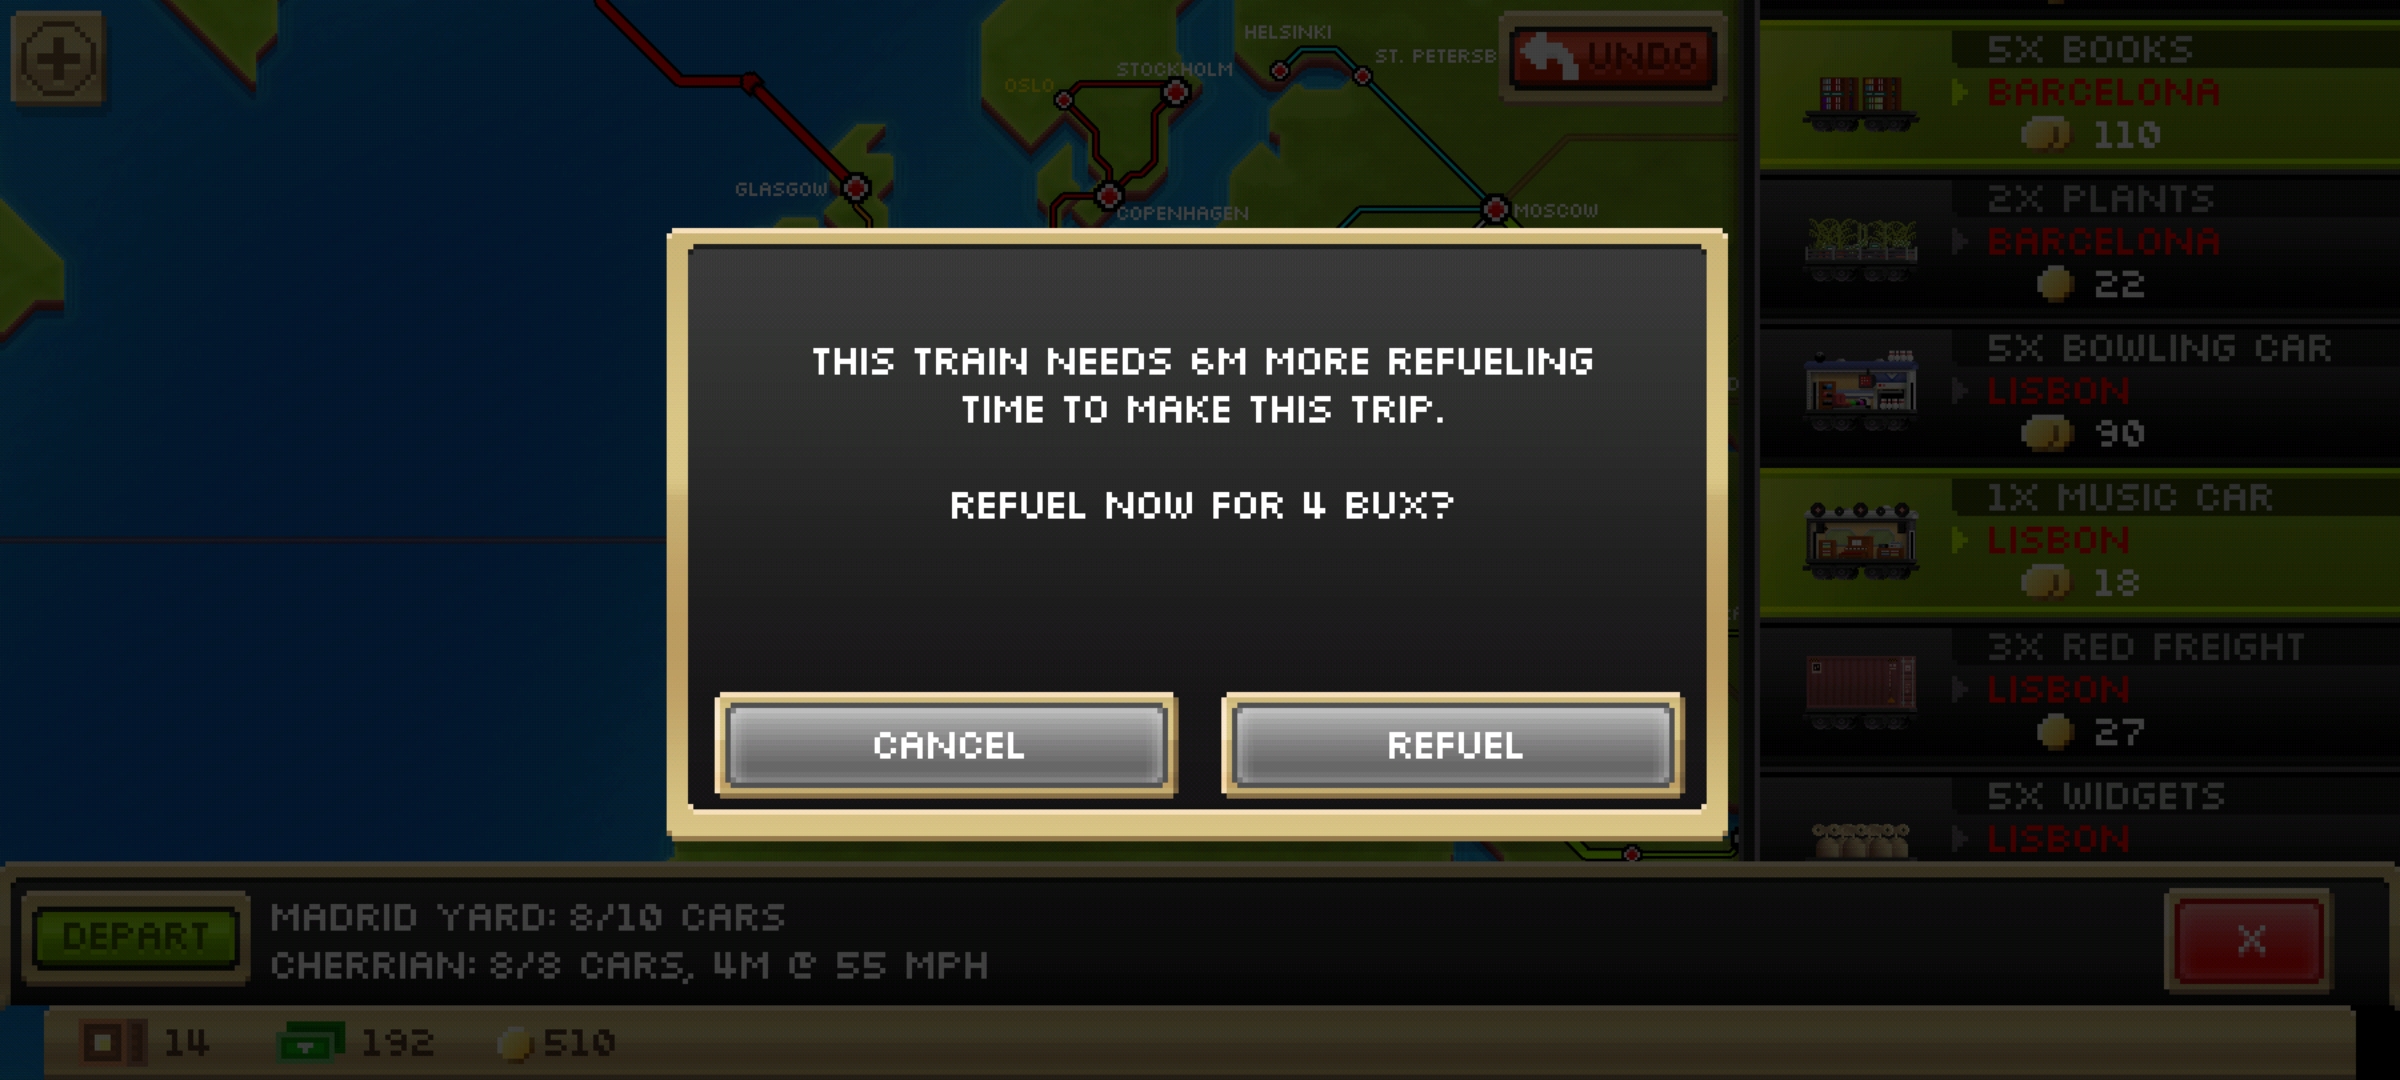 HELSINKI
ST. PETERSB
UNDO
STOCKHOLM
OSLO
GLASGOW
COPENHAGEN
MOSCOW
5X BOOKS
BARCELONA
110
2X PLANTS
BARCELONA
22
5X BOWLING CAR
LISBON
90
1X MUSIC CAR
LISBON
18
3X RED FREIGHT
LISBON
27
5X WIDGETS
LISBON
THIS TRAIN NEEDS 6M MORE REFUELING
TIME TO MAKE THIS TRIP.
REFUEL NOW FOR 4 BUX?
CANCEL
REFUEL
DEPART
MADRID YARD: 8/10 CARS
CHERRIAN: 8/8 CARS, 4M @ 55 MPH
X
14
192
510